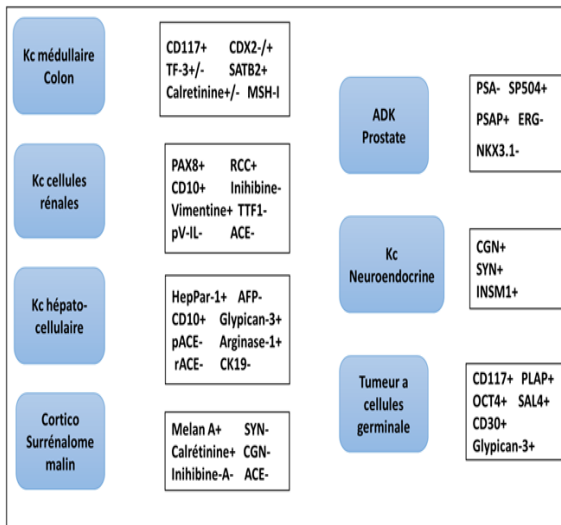 Kc médullaire
Colon
CD117+ CDX2-/+
TF-3+/- SATB2+
Calretinine+/- MSH-I
Kc cellules
rénales
PAX8+ RCC+
CD10+ Inihibine-
Vimentine+ TTF1-
pV-IL- ACE-
Kc hépato-
cellulaire
HepPar-1+ AFP-
CD10+ Glypican-3+
pACE- Arginase-1+
rACE- CK19-
Cortico
Surrénalome
malin
Melan A+ SYN-
Calrétinine+ CGN-
Inihibine-A- ACE-
ADK
Prostate
PSA- SP504+
PSAP+ ERG-
NKX3.1-
Kc
Neuroendocrine
CGN+
SYN+
INSM1+
Tumeur a
cellules
germinale
CD117+ PLAP+
OCT4+ SAL4+
CD30+
Glypican-3+